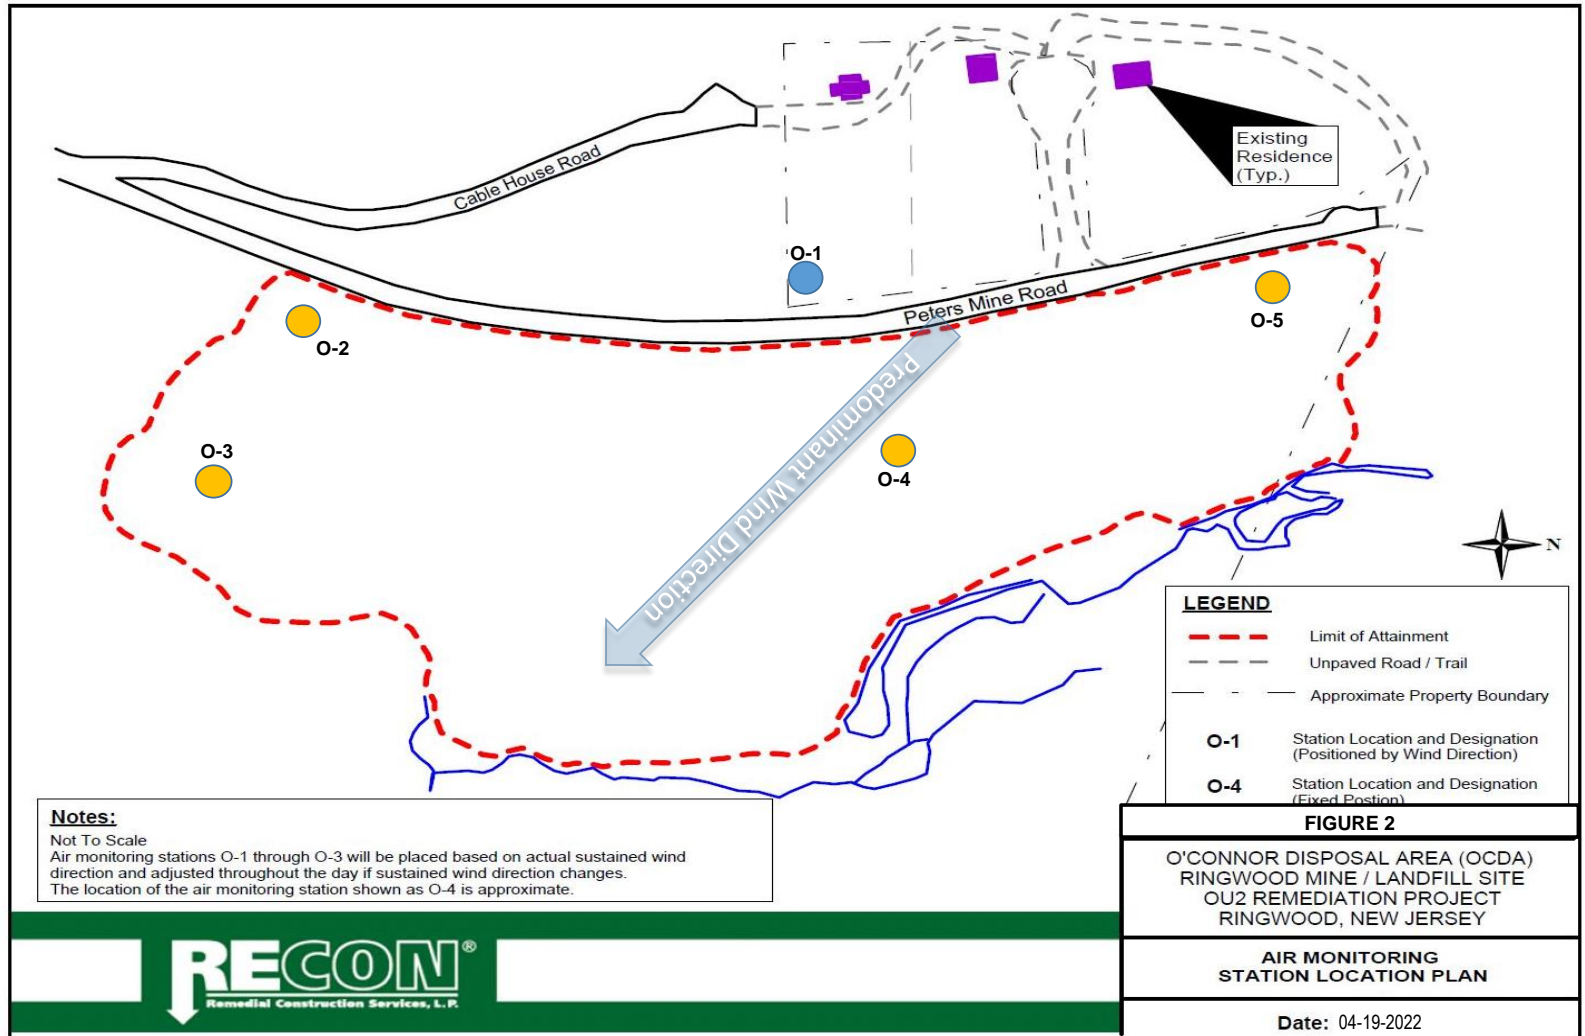 Cable House Road
Existing
Residence
(Typ.)
O-1
Peters Mine Road
O-2
O-5
O-3
O-4
Predominant Wind Direction
N
LEGEND
Limit of Attainment
Unpaved Road / Trail
Approximate Property Boundary
O-1 Station Location and Designation
(Positioned by Wind Direction)
O-4 Station Location and Designation
(Fixed Postion)
Notes:
Not To Scale
Air monitoring stations O-1 through O-3 will be placed based on actual sustained wind
direction and adjusted throughout the day if sustained wind direction changes.
The location of the air monitoring station shown as O-4 is approximate.
FIGURE 2
O'CONNOR DISPOSAL AREA (OCDA)
RINGWOOD MINE / LANDFILL SITE
OU2 REMEDIATION PROJECT
RINGWOOD, NEW JERSEY
AIR MONITORING
STATION LOCATION PLAN
Date: 04-19-2022
RECON®
Remedial Construction Services, L.P.